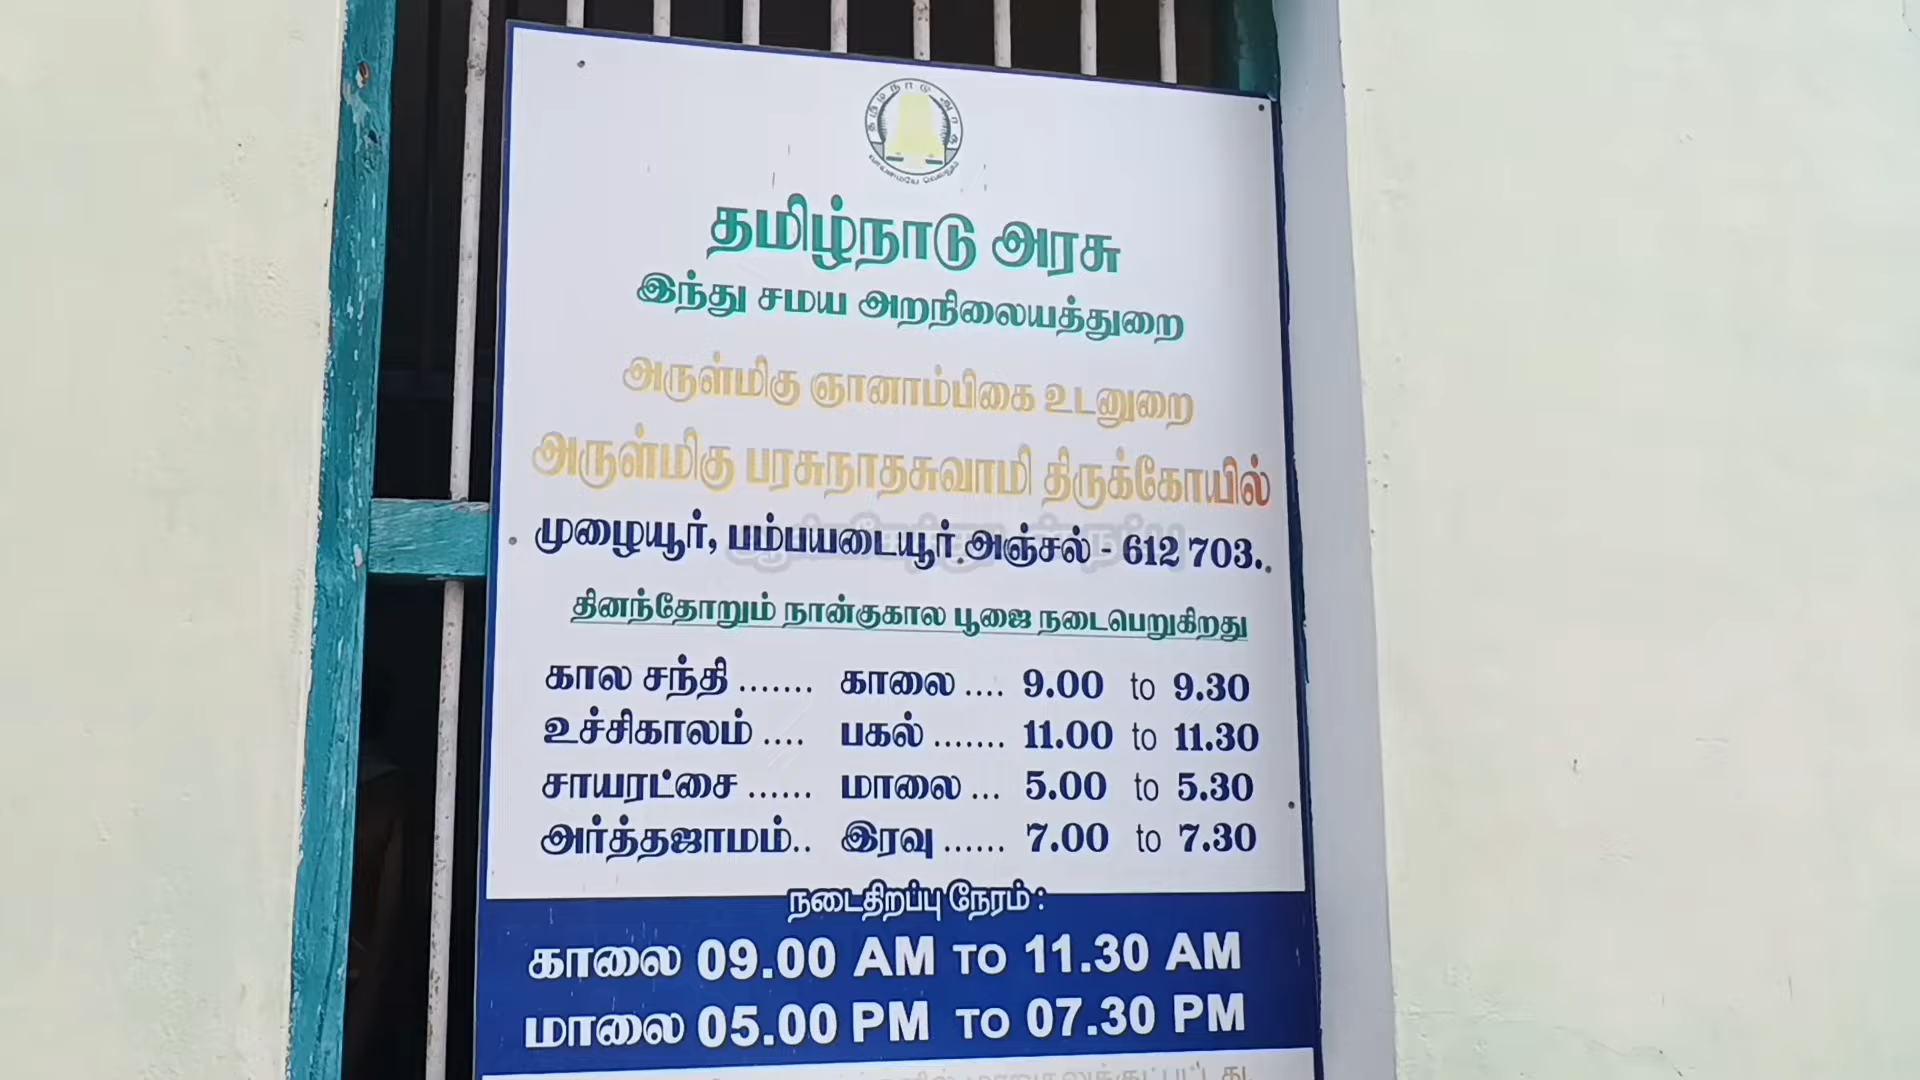 தமிழ்நாடு அரசு
வாய்மையே வெல்லும்
தமிழ்நாடு அரசு
இந்து சமய அறநிலையத்துறை
அருள்மிகு ஞானாம்பிகை உடனுறை
அருள்மிகு பரசுநாதசுவாமி திருக்கோயில்
முழையூர், பம்பயடையூர் அஞ்சல் - 612 703.
தினந்தோறும் நான்குகால பூஜை நடைபெறுகிறது
கால சந்தி ....... காலை .... 9.00 to 9.30
உச்சிகாலம் .... பகல் ....... 11.00 to 11.30
சாயரட்சை ...... மாலை ... 5.00 to 5.30
அர்த்தஜாமம்.. இரவு ...... 7.00 to 7.30
நடைதிறப்பு நேரம் :
காலை 09.00 AM TO 11.30 AM
மாலை 05.00 PM TO 07.30 PM